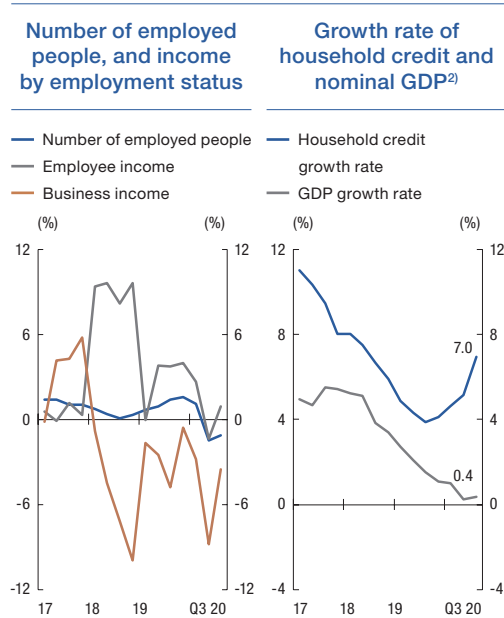 Number of employed
people, and income
by employment status
Number of employed people
Employee income
Business income
(%) (%)
12 12
6 6
0 0
-6 -6
-12 -12
17 18 19 Q3 20
Growth rate of
household credit and
nominal GDP2)
Household credit
growth rate
GDP growth rate
(%) (%)
12 12
8 8
7.0
4 4
0.4
0 0
-4 -4
17 18 19 Q3 20